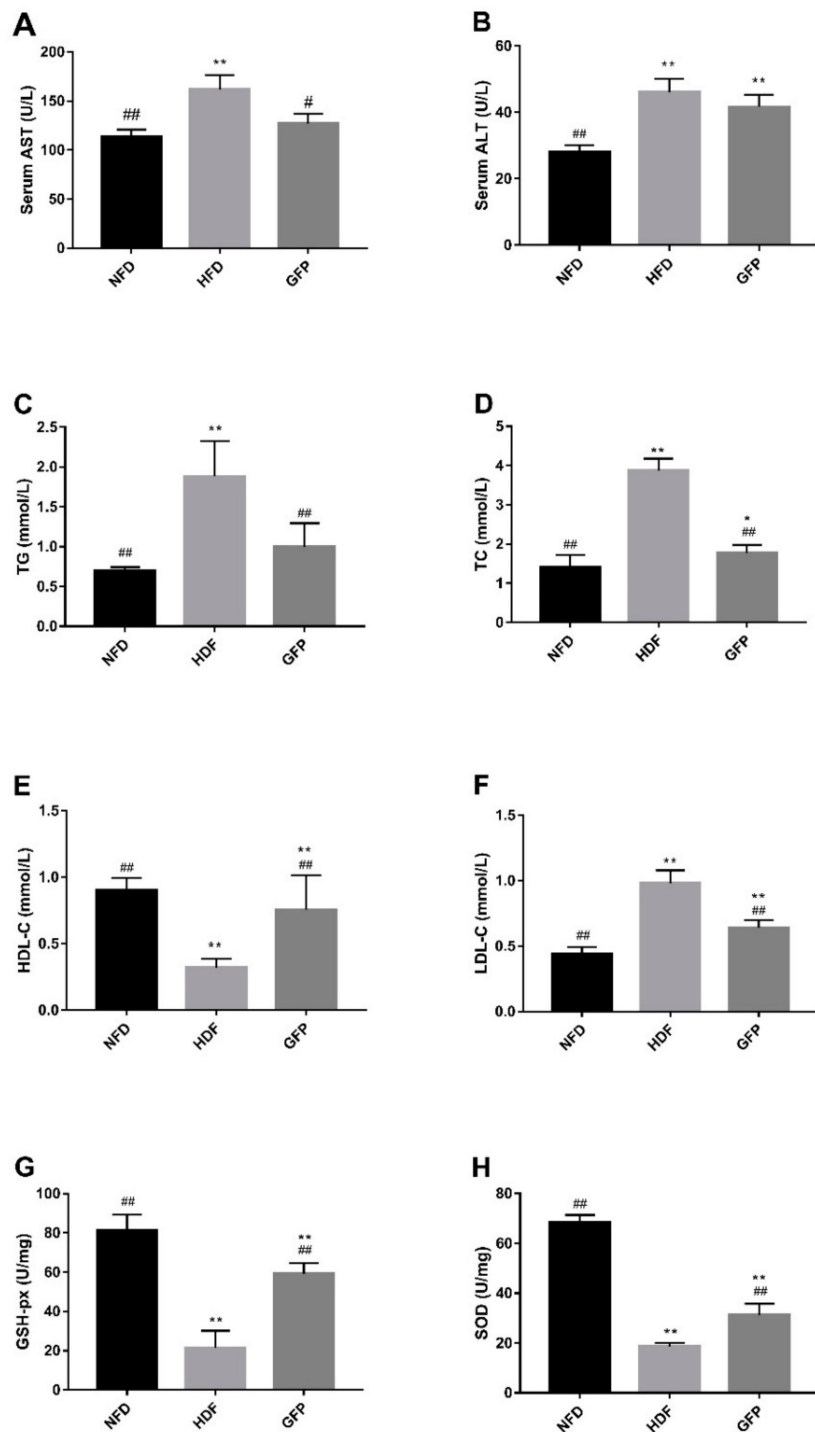 A
Serum AST (U/L)
200
150
100
50
0
##
**
#
NFD
HFD
GFP
B
Serum ALT (U/L)
60
40
20
0
##
**
**
NFD
HFD
GFP
C
TG (mmol/L)
2.5
2.0
1.5
1.0
0.5
0.0
##
**
##
NFD
HDF
GFP
D
TC (mmol/L)
5
4
3
2
1
0
##
**
*
##
NFD
HDF
GFP
E
HDL-C (mmol/L)
1.5
1.0
0.5
0.0
##
**
**
##
NFD
HDF
GFP
F
LDL-C (mmol/L)
1.5
1.0
0.5
0.0
##
**
**
##
NFD
HDF
GFP
G
GSH-px (U/mg)
100
80
60
40
20
0
##
**
**
##
NFD
HDF
GFP
H
SOD (U/mg)
80
60
40
20
0
##
**
**
##
NFD
HDF
GFP